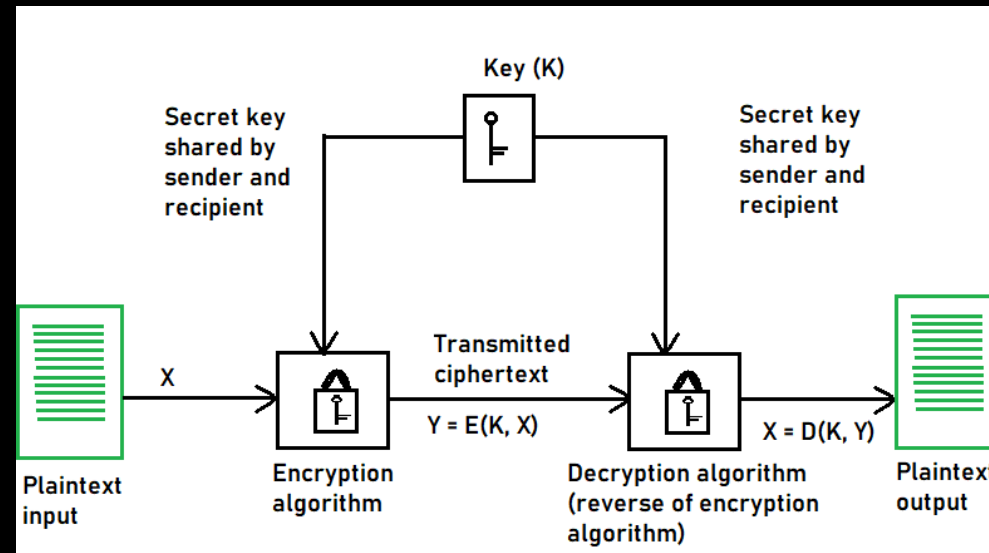 Key (K)
Secret key
shared by
sender and
recipient
Secret key
shared by
sender and
recipient
X
Transmitted
ciphertext
Y = E(K, X)
X = D(K, Y)
Plaintext
input
Encryption
algorithm
Decryption algorithm
(reverse of encryption
algorithm)
Plaintext
output